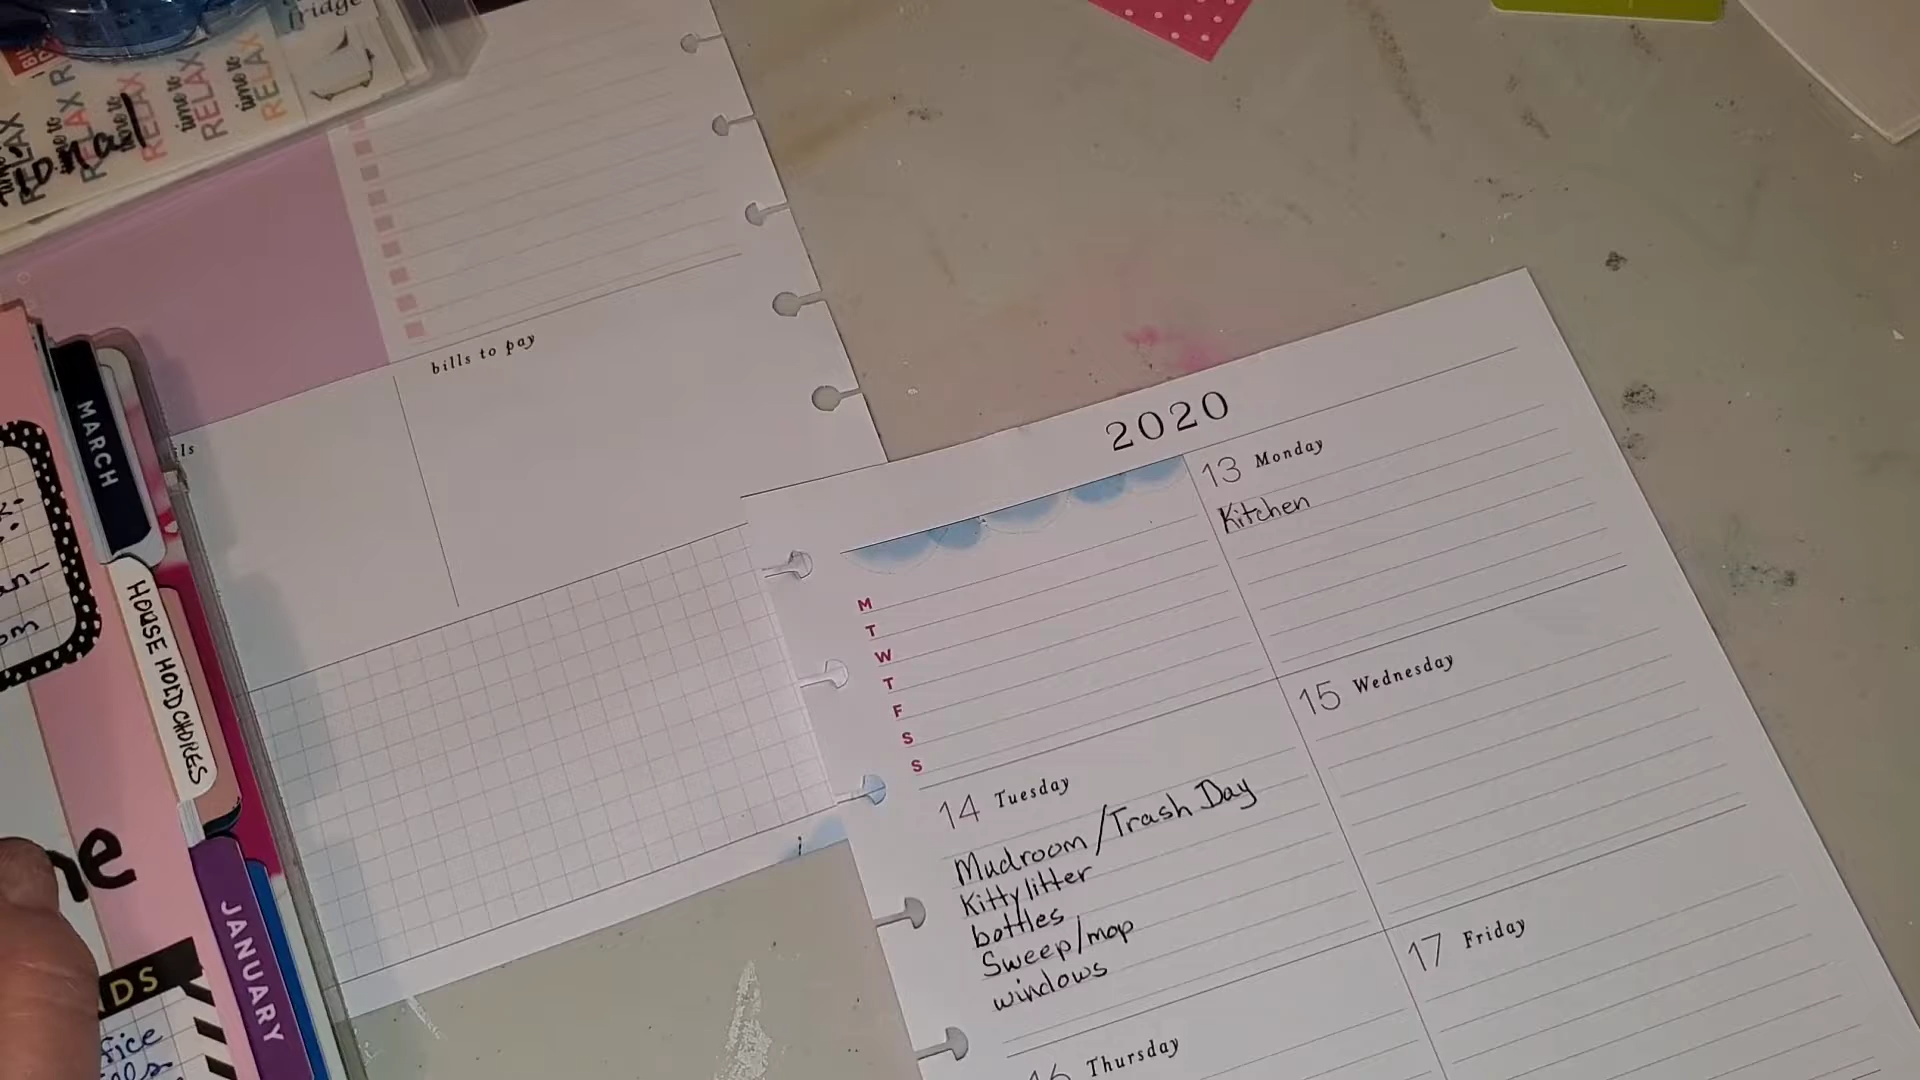 fridge
RELAX
time to
RELAX
time to
RELAX
time to
RELAX
bills to pay
MARCH
HOUSE HOLD CHORES
JANUARY
2020
13 Monday
Kitchen
M
T
W
T
F
S
S
14 Tuesday
Mudroom/Trash Day
Kitty litter
bottles
Sweep/mop
windows
15 Wednesday
16 Thursday
17 Friday